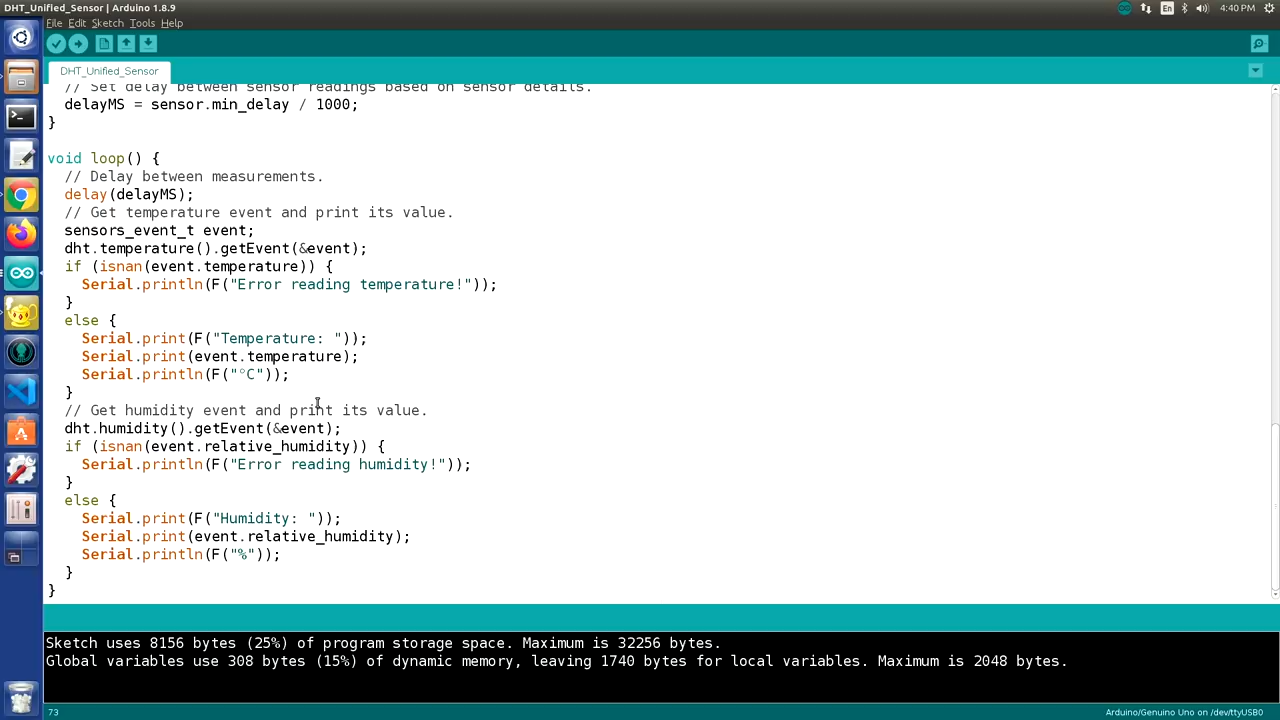 DHT_Unified_Sensor | Arduino 1.8.9
En
4:40 PM
File Edit Sketch Tools Help
DHT_Unified_Sensor
// Set delay between sensor readings based on sensor details.
delayMS = sensor.min_delay / 1000;
}
void loop() {
// Delay between measurements.
delay(delayMS);
// Get temperature event and print its value.
sensors_event_t event;
dht.temperature().getEvent(&event);
if (isnan(event.temperature)) {
Serial.println(F("Error reading temperature!"));
}
else {
Serial.print(F("Temperature: "));
Serial.print(event.temperature);
Serial.println(F("°C"));
}
// Get humidity event and print its value.
dht.humidity().getEvent(&event);
if (isnan(event.relative_humidity)) {
Serial.println(F("Error reading humidity!"));
}
else {
Serial.print(F("Humidity: "));
Serial.print(event.relative_humidity);
Serial.println(F("%"));
}
}
Sketch uses 8156 bytes (25%) of program storage space. Maximum is 32256 bytes.
Global variables use 308 bytes (15%) of dynamic memory, leaving 1740 bytes for local variables. Maximum is 2048 bytes.
73
Arduino/Genuino Uno on /dev/ttyUSB0